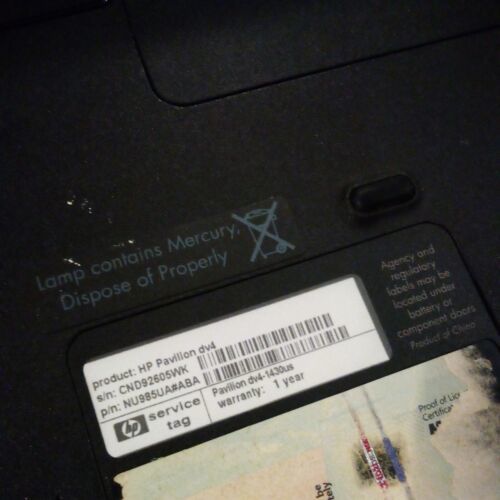 Lamp contains Mercury,
Dispose of Properly
Agency and
regulatory
labels may be
located under
battery or
component doors
Product of China
product: HP Pavilion dv4
s/n: CND92605WK
p/n: NU985UA#ABA
Pavilion dv4-1430us
warranty: 1 year
hp service
tag
Proof of